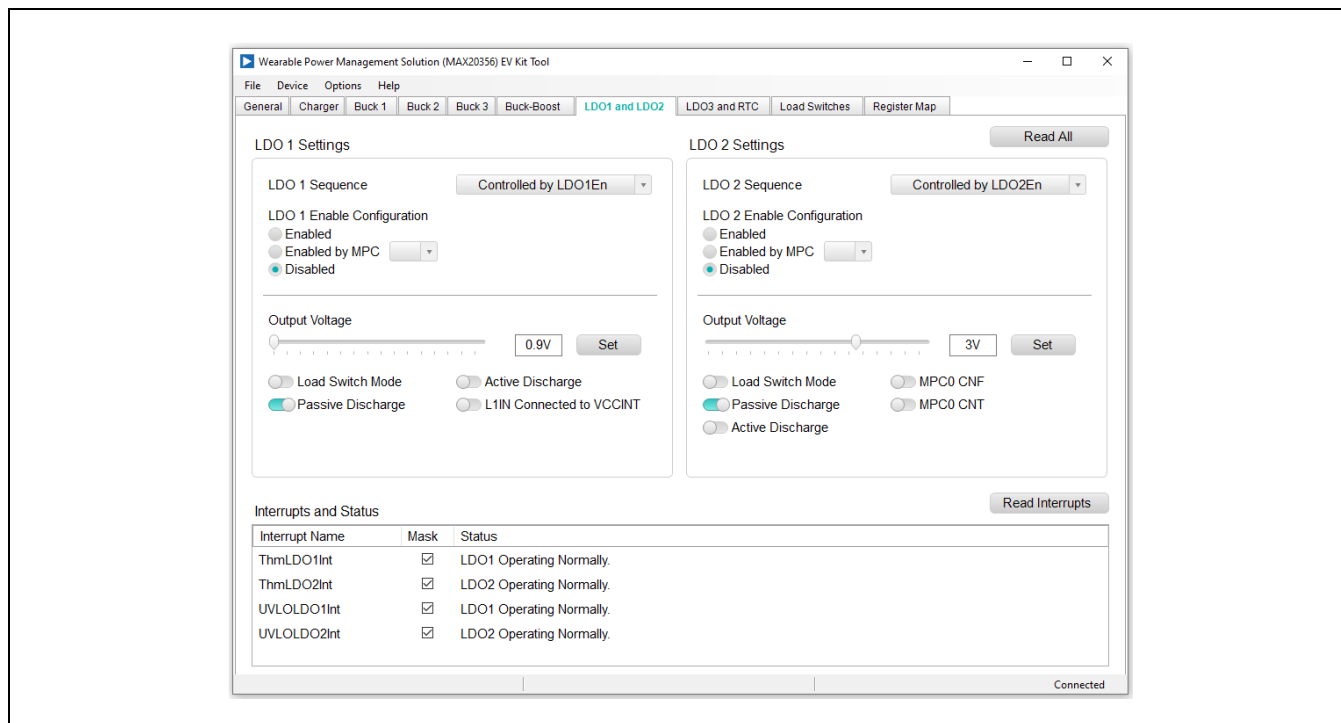 Wearable Power Management Solution (MAX20356) EV Kit Tool
File Device Options Help
General Charger Buck 1 Buck 2 Buck 3 Buck-Boost LDO1 and LDO2 LDO3 and RTC Load Switches Register Map
Read All
LDO 1 Settings
LDO 1 Sequence Controlled by LDO1En
LDO 1 Enable Configuration
Enabled
Enabled by MPC
Disabled
Output Voltage
0.9V Set
Load Switch Mode Active Discharge
Passive Discharge L1IN Connected to VCCINT
LDO 2 Settings
LDO 2 Sequence Controlled by LDO2En
LDO 2 Enable Configuration
Enabled
Enabled by MPC
Disabled
Output Voltage
3V Set
Load Switch Mode MPC0 CNF
Passive Discharge MPC0 CNT
Active Discharge
Interrupts and Status
Read Interrupts
Interrupt Name Mask Status
ThmLDO1Int LDO1 Operating Normally.
ThmLDO2Int LDO2 Operating Normally.
UVLOLDO1Int LDO1 Operating Normally.
UVLOLDO2Int LDO2 Operating Normally.
Connected